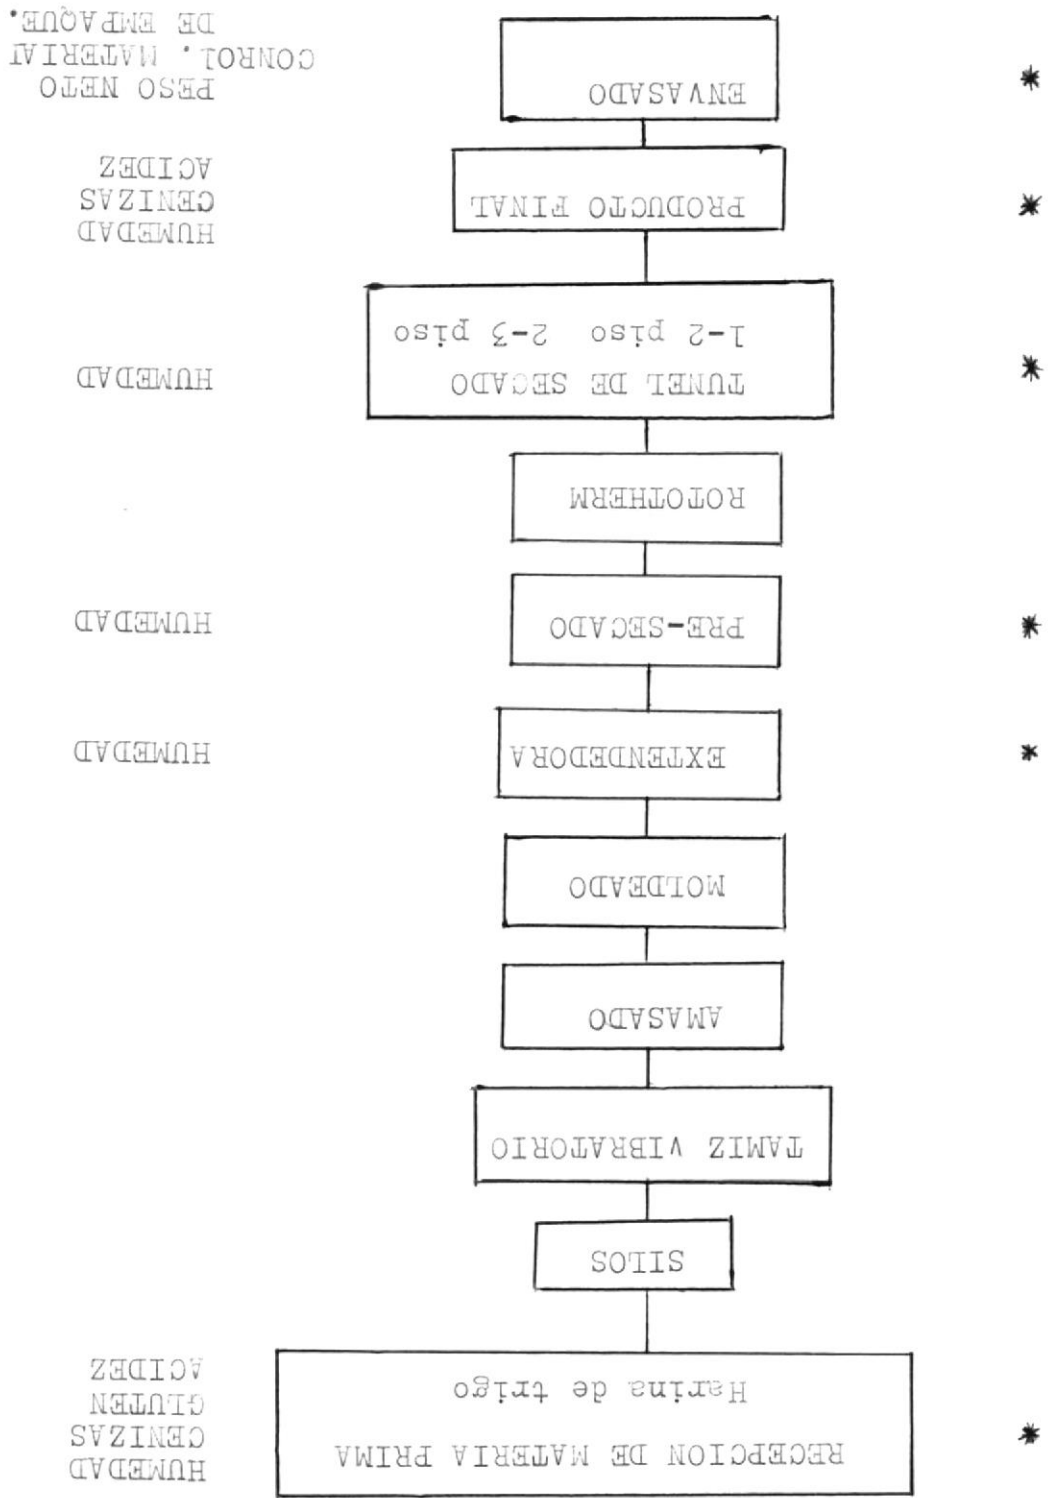 RECEPCION DE MATERIA PRIMA
Harina de trigo
HUMEDAD
CENIZAS
GLUTEN
ACIDEZ
*
SILOS
TAMIZ VIBRATORIO
AMASADO
MOLDEADO
EXTENDEDORA
HUMEDAD
*
PRE-SECADO
HUMEDAD
*
ROTOTHERM
TUNEL DE SECADO
1-2 piso 2-3 piso
HUMEDAD
*
PRODUCTO FINAL
HUMEDAD
CENIZAS
ACIDEZ
*
ENVASADO
PESO NETO
CONROL. MATERIAL
DE EMPAQUE.
*